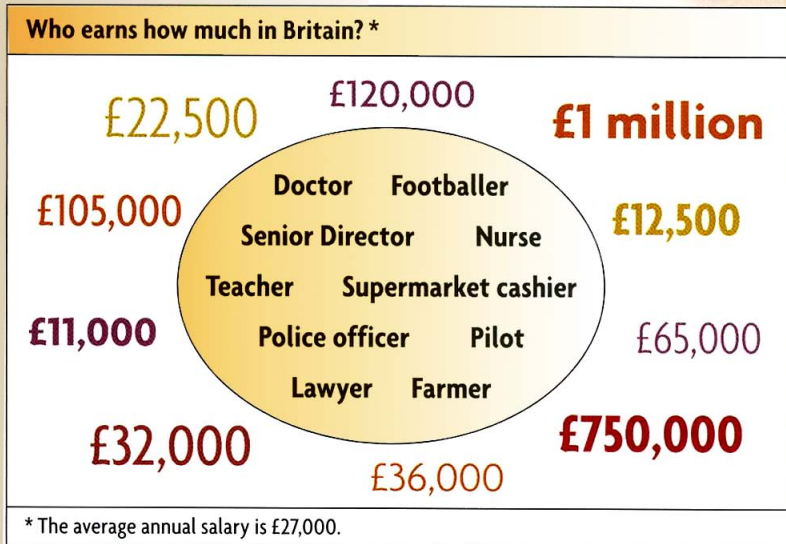 Who earns how much in Britain? *
£22,500
£120,000
£1 million
£105,000
Doctor Footballer
£12,500
Senior Director Nurse
Teacher Supermarket cashier
£11,000
Police officer Pilot
£65,000
Lawyer Farmer
£32,000
£36,000
£750,000
* The average annual salary is £27,000.